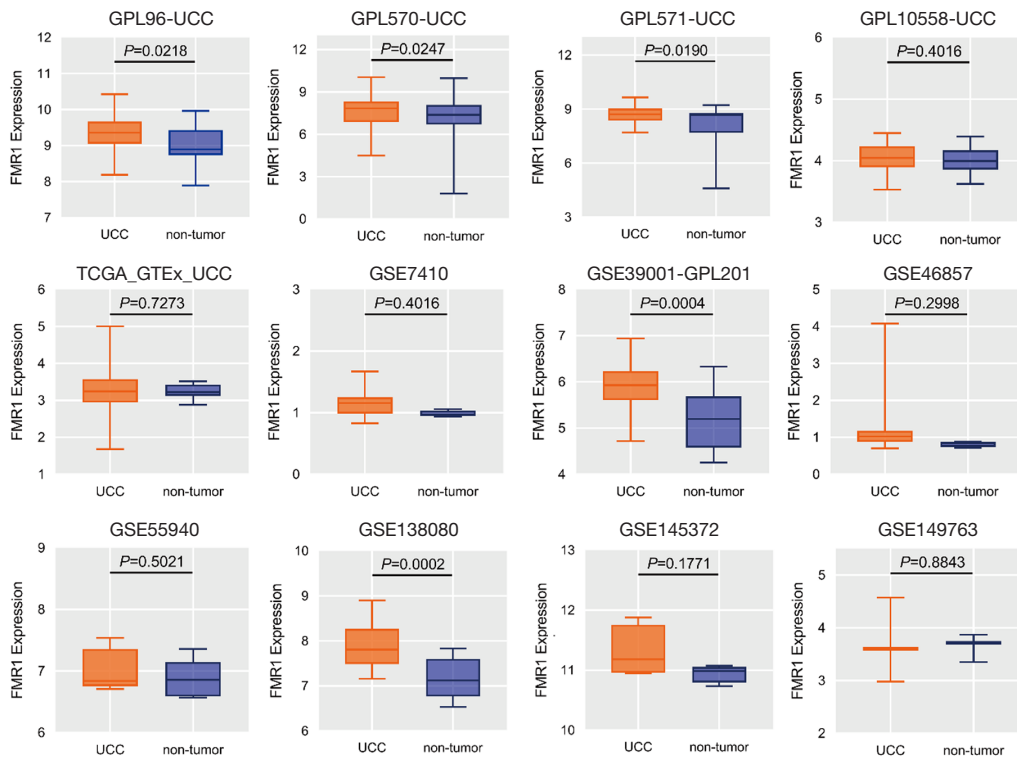 GPL96-UCC
12
11
10
9
8
7
FMR1 Expression
P=0.0218
UCC
non-tumor
GPL570-UCC
12
9
6
3
0
FMR1 Expression
P=0.0247
UCC
non-tumor
GPL571-UCC
12
9
6
3
FMR1 Expression
P=0.0190
UCC
non-tumor
GPL10558-UCC
6
5
4
3
FMR1 Expression
P=0.4016
UCC
non-tumor
TCGA_GTEx_UCC
6
5
4
3
2
1
FMR1 Expression
P=0.7273
UCC
non-tumor
GSE7410
3
2
1
0
FMR1 Expression
P=0.4016
UCC
non-tumor
GSE39001-GPL201
8
7
6
5
4
FMR1 Expression
P=0.0004
UCC
non-tumor
GSE46857
5
4
3
2
1
0
FMR1 Expression
P=0.2998
UCC
non-tumor
GSE55940
9
8
7
6
FMR1 Expression
P=0.5021
UCC
non-tumor
GSE138080
10
9
8
7
6
FMR1 Expression
P=0.0002
UCC
non-tumor
GSE145372
13
12
11
10
FMR1 Expression
P=0.1771
UCC
non-tumor
GSE149763
5
4
3
2
FMR1 Expression
P=0.8843
UCC
non-tumor